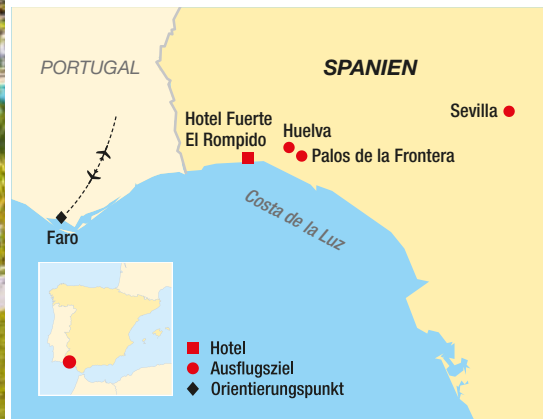 PORTUGAL
SPANIEN
Sevilla
Hotel Fuerte
El Rompido
Huelva
Palos de la Frontera
Costa de la Luz
Faro
Hotel
Ausflugsziel
Orientierungspunkt